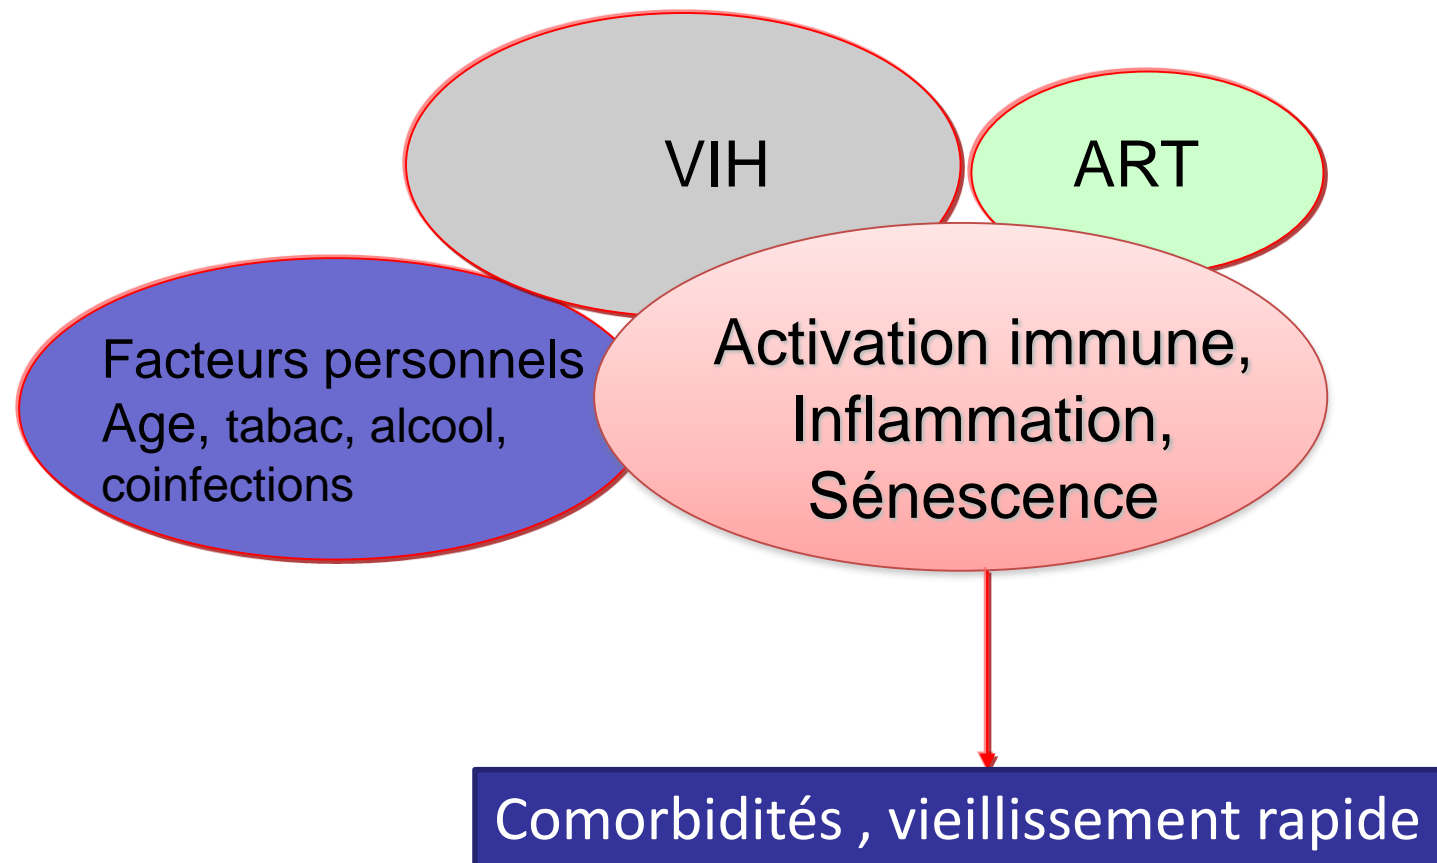 VIH
ART
Facteurs personnels
Age, tabac, alcool,
coinfections
Activation immune,
Inflammation,
Sénescence
Comorbidités , vieillissement rapide